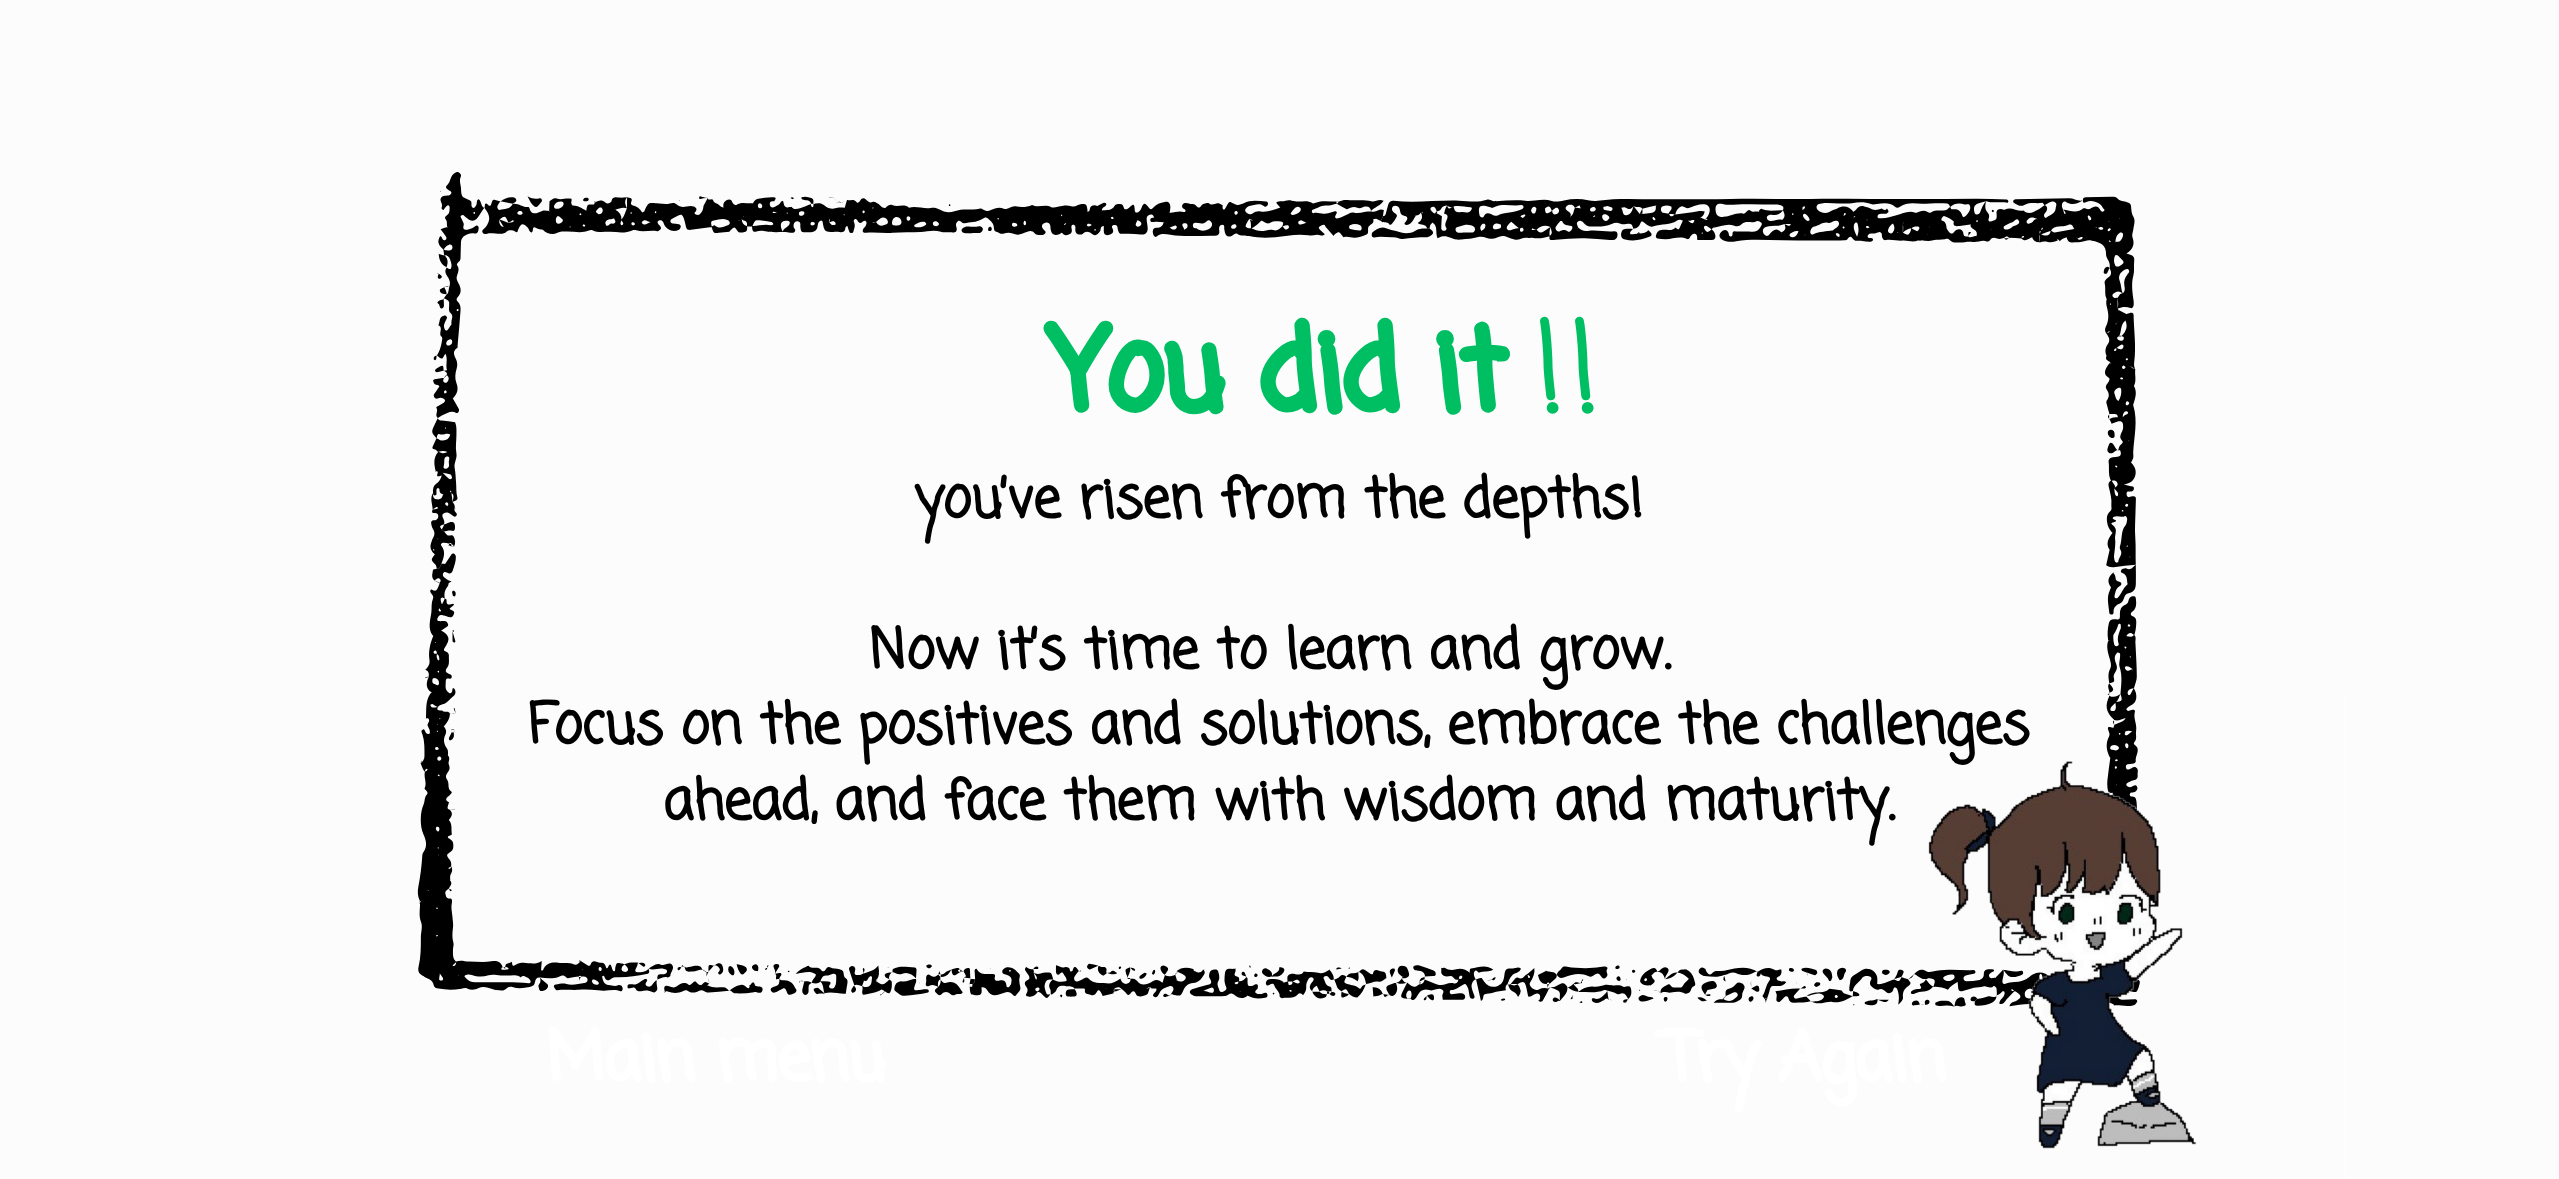 You did it !!
you've risen from the depths!
Now it's time to learn and grow.
Focus on the positives and solutions, embrace the challenges
ahead, and face them with wisdom and maturity.
Main menu
Try Again